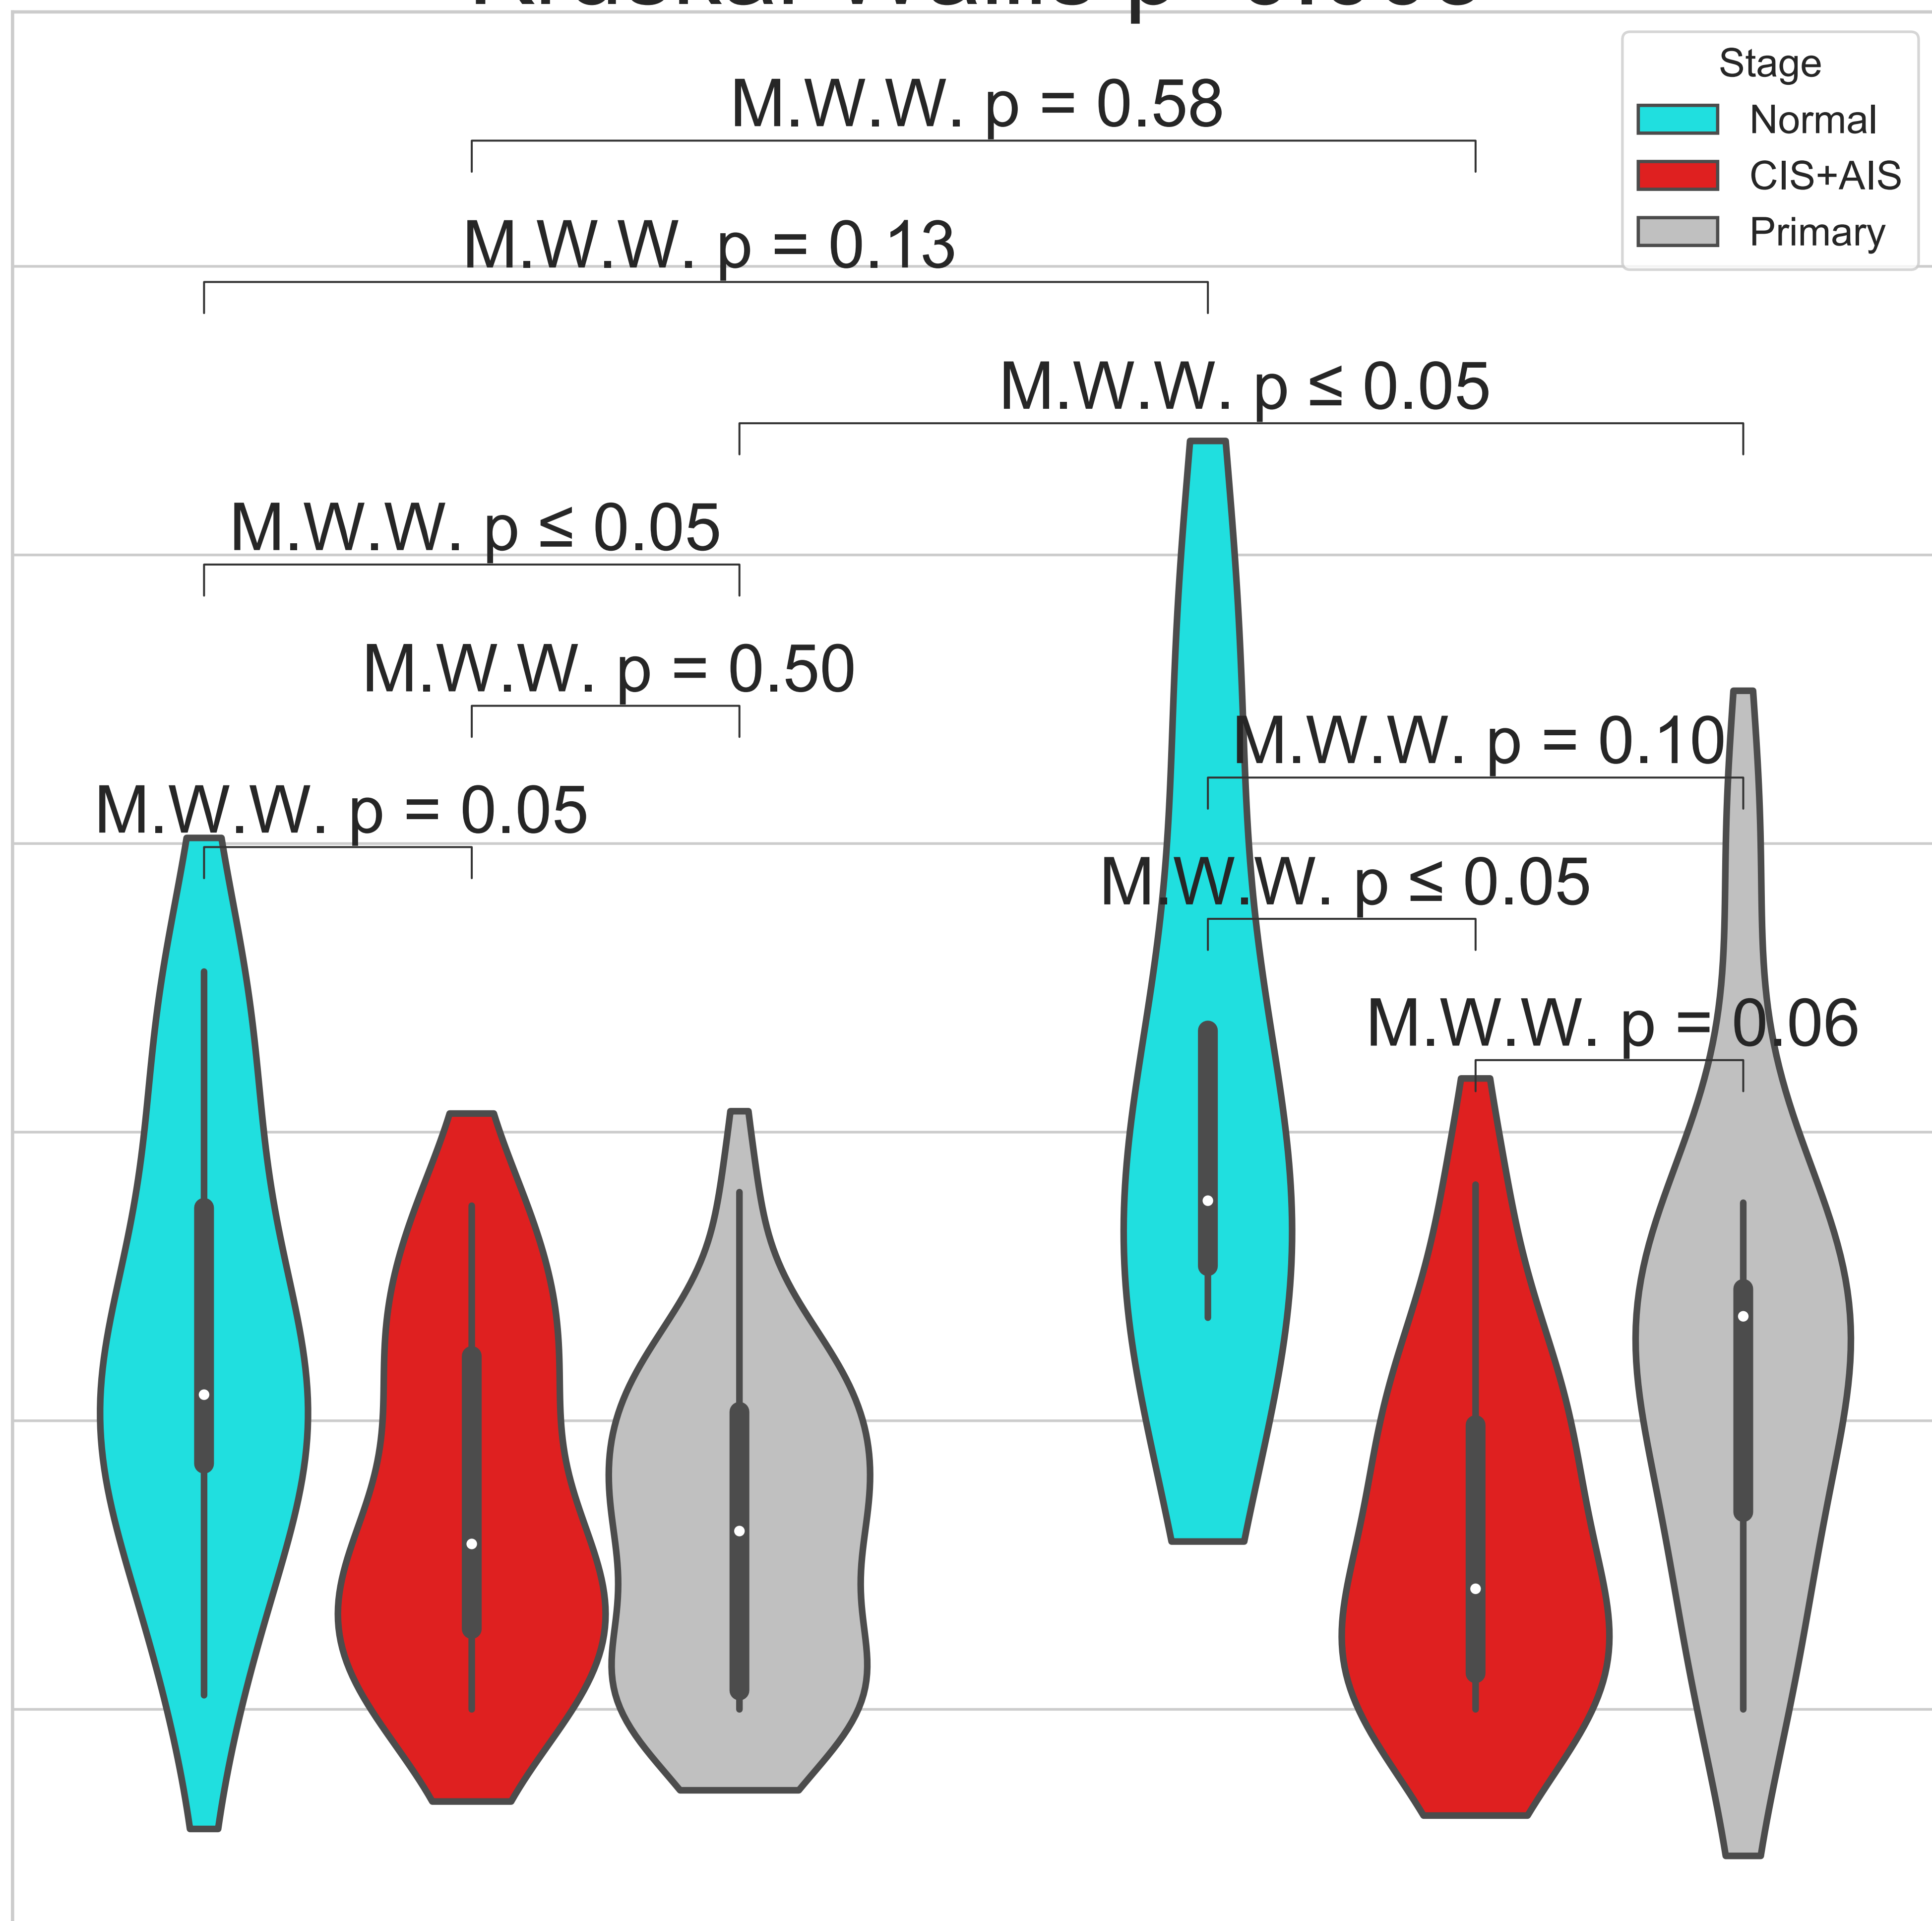 M.W.W. p = 0.58
Stage
Normal
CIS+AIS
Primary
M.W.W. p = 0.13
M.W.W. p ≤ 0.05
M.W.W. p ≤ 0.05
M.W.W. p = 0.50
M.W.W. p = 0.10
M.W.W. p = 0.05
M.W.W. p ≤ 0.05
M.W.W. p = 0.06